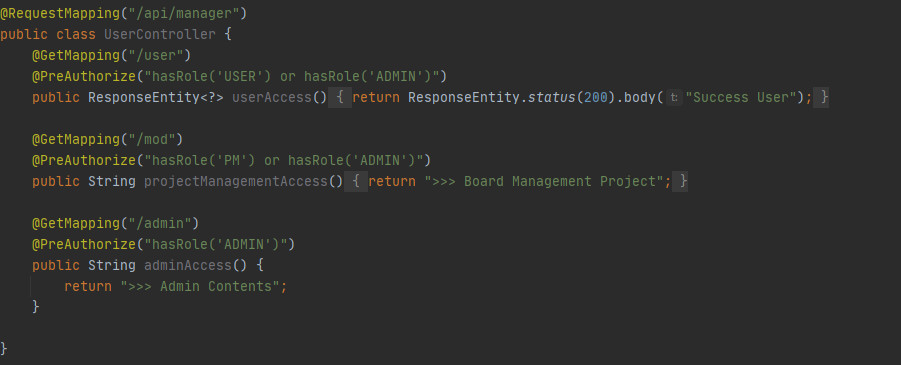 @RequestMapping("/api/manager")
public class UserController {
    @GetMapping("/user")
    @PreAuthorize("hasRole('USER') or hasRole('ADMIN')")
    public ResponseEntity<?> userAccess() { return ResponseEntity.status(200).body( t: "Success User"); }
    @GetMapping("/mod")
    @PreAuthorize("hasRole('PM') or hasRole('ADMIN')")
    public String projectManagementAccess() { return ">>> Board Management Project"; }
    @GetMapping("/admin")
    @PreAuthorize("hasRole('ADMIN')")
    public String adminAccess() {
        return ">>> Admin Contents";
    }
}